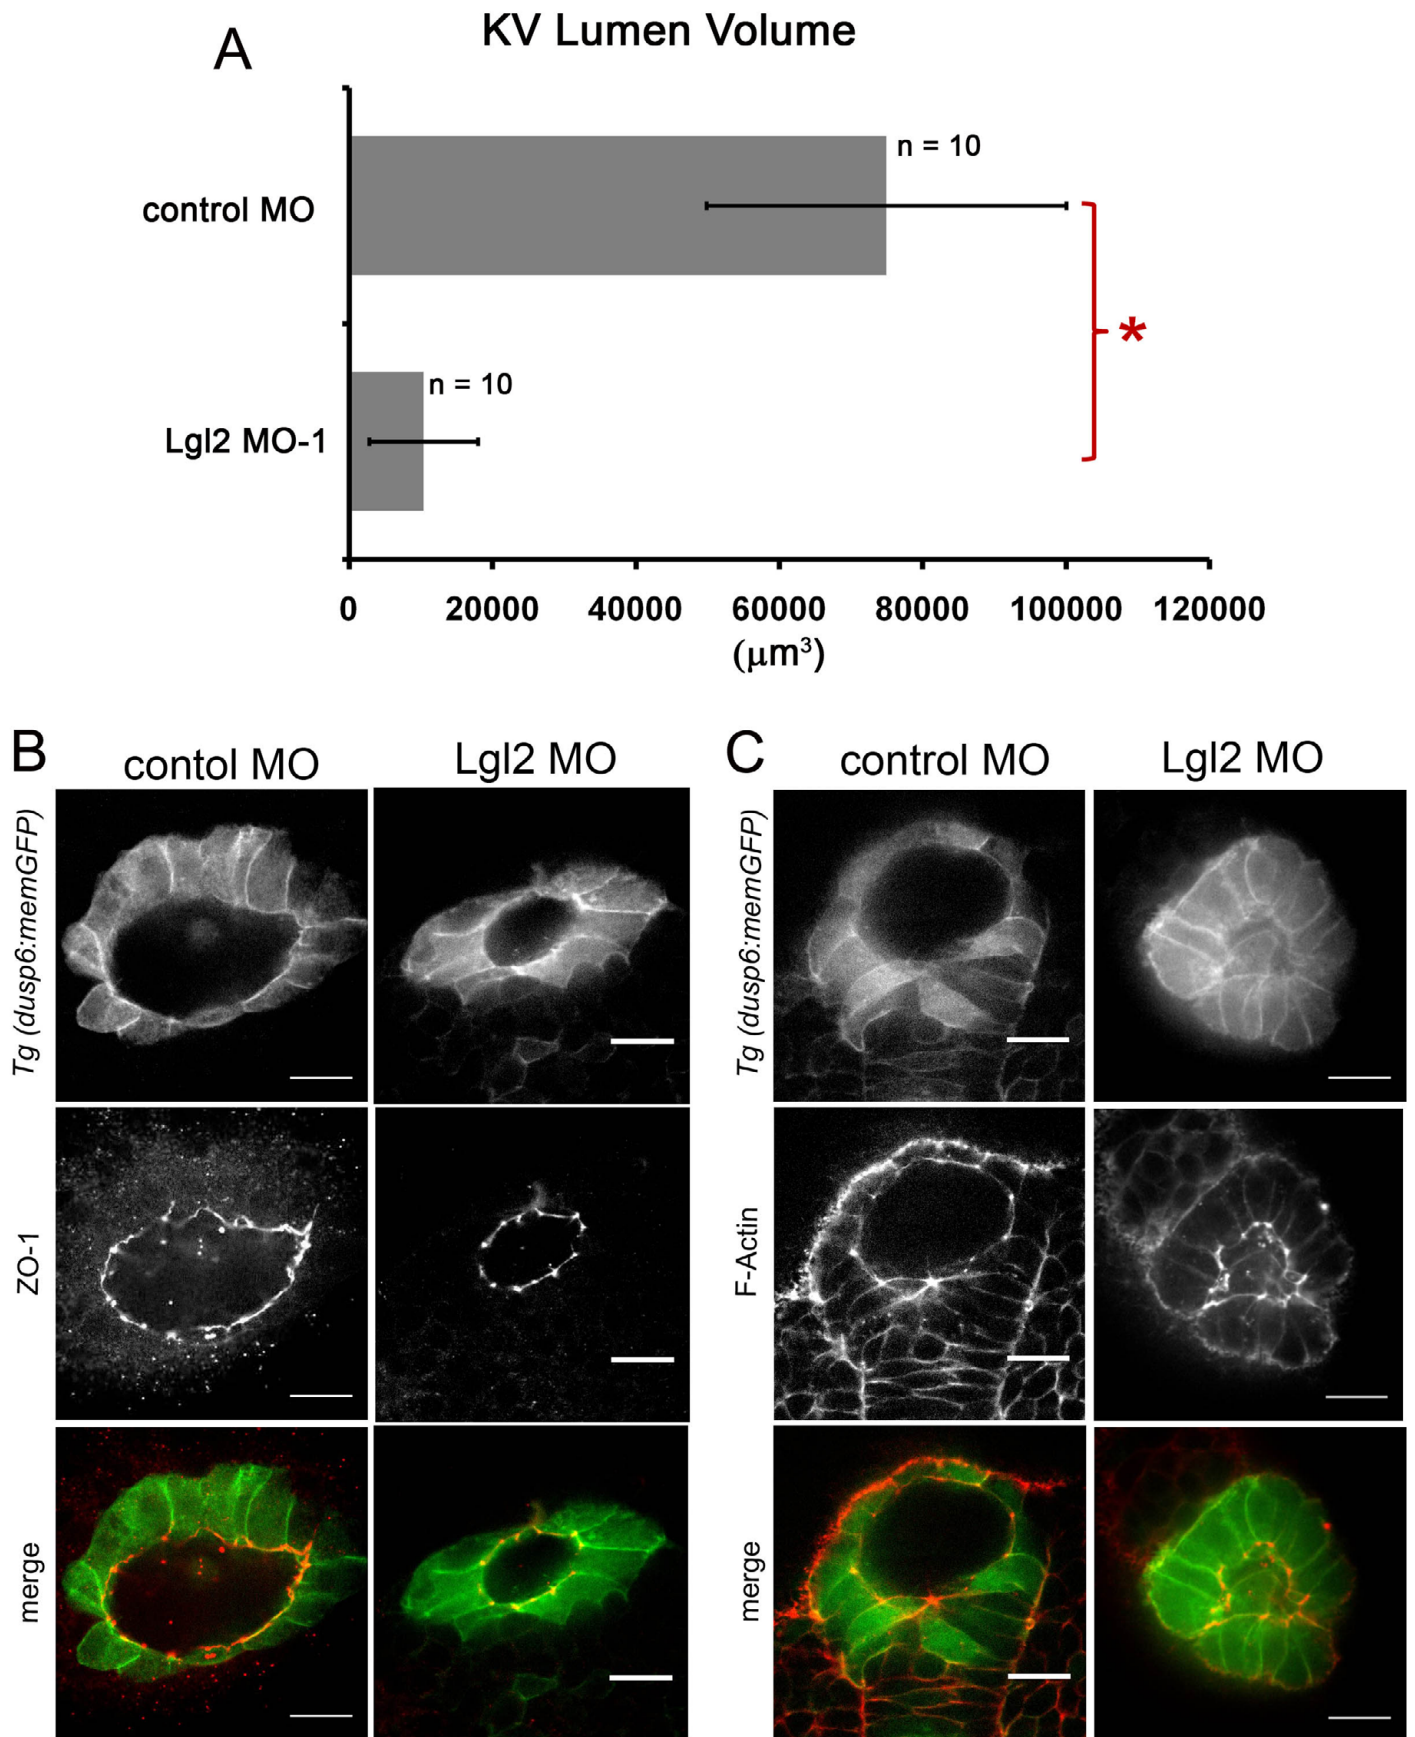 A
KV Lumen Volume
n = 10
control MO
*
n = 10
Lgl2 MO-1
0 20000 40000 60000 80000 100000 120000
(μm³)
B
contol MO
Lgl2 MO
Tg (dusp6:memGFP)
ZO-1
merge
C
control MO
Lgl2 MO
Tg (dusp6:memGFP)
F-Actin
merge